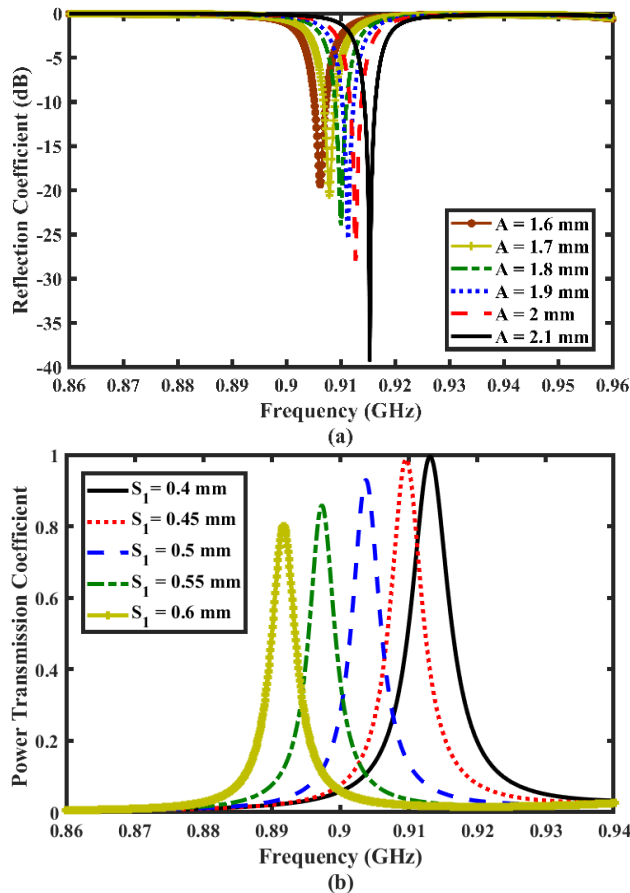 0
-5
-10
-15
-20
-25
-30
-35
-40
Reflection Coefficient (dB)
A = 1.6 mm
A = 1.7 mm
A = 1.8 mm
A = 1.9 mm
A = 2 mm
A = 2.1 mm
0.86 0.87 0.88 0.89 0.9 0.91 0.92 0.93 0.94 0.95 0.96
Frequency (GHz)
(a)
1
0.8
0.6
0.4
0.2
0
Power Transmission Coefficient
S1= 0.4 mm
S1= 0.45 mm
S1 = 0.5 mm
S1 = 0.55 mm
S1 = 0.6 mm
0.86 0.87 0.88 0.89 0.9 0.91 0.92 0.93 0.94
Frequency (GHz)
(b)